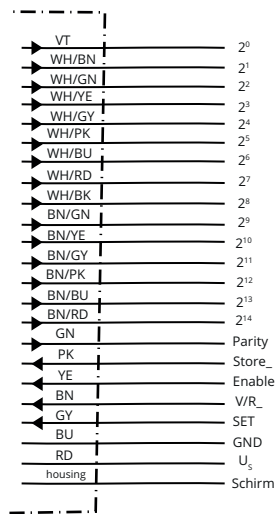 VT 2⁰
WH/BN 2¹
WH/GN 2²
WH/YE 2³
WH/GY 2⁴
WH/PK 2⁵
WH/BU 2⁶
WH/RD 2⁷
WH/BK 2⁸
BN/GN 2⁹
BN/YE 2¹⁰
BN/GY 2¹¹
BN/PK 2¹²
BN/BU 2¹³
BN/RD 2¹⁴
GN Parity
PK Store_
YE Enable
BN V/R_
GY SET
BU GND
RD Uₛ
housing Schirm